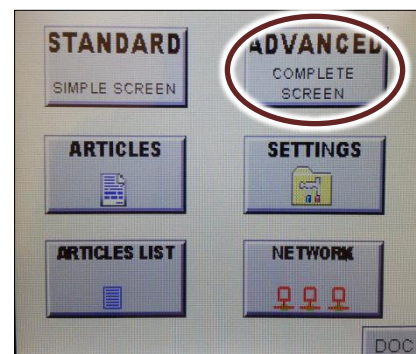 STANDARD
SIMPLE SCREEN
ADVANCED
COMPLETE
SCREEN
ARTICLES
SETTINGS
ARTICLES LIST
NETWORK
DOC